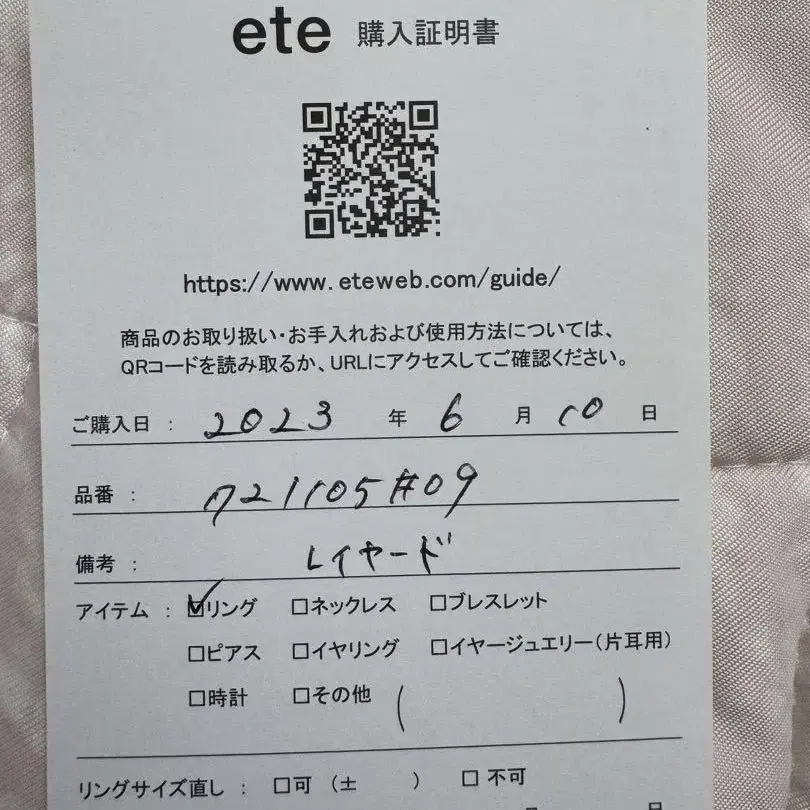 ete 購入証明書
https://www.eteweb.com/guide/
商品のお取り扱い・お手入れおよび使用方法については、
QRコードを読み取るか、URLにアクセスしてご確認ください。
ご購入日 : 2023 年 6 月 10 日
品番 : 721105#09
備考 : レイヤード
アイテム : ☑リング □ネックレス □ブレスレット
□ピアス □イヤリング □イヤージュエリー(片耳用)
□時計 □その他 ( )
リングサイズ直し : □可 (± ) □不可